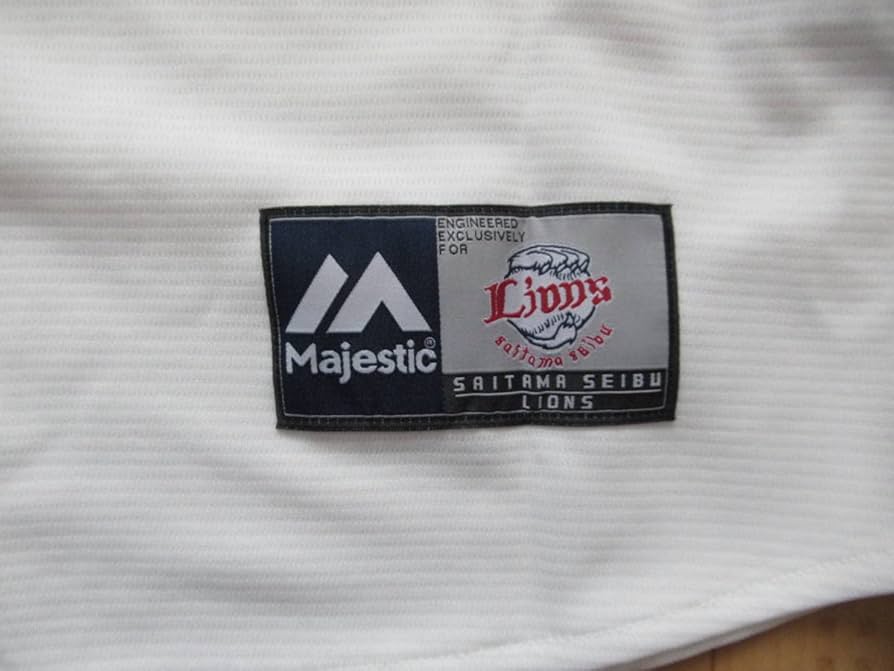 ENGINEERED
EXCLUSIVELY
FOR
Majestic®
Lions
saitama seibu
SAITAMA SEIBU
LIONS